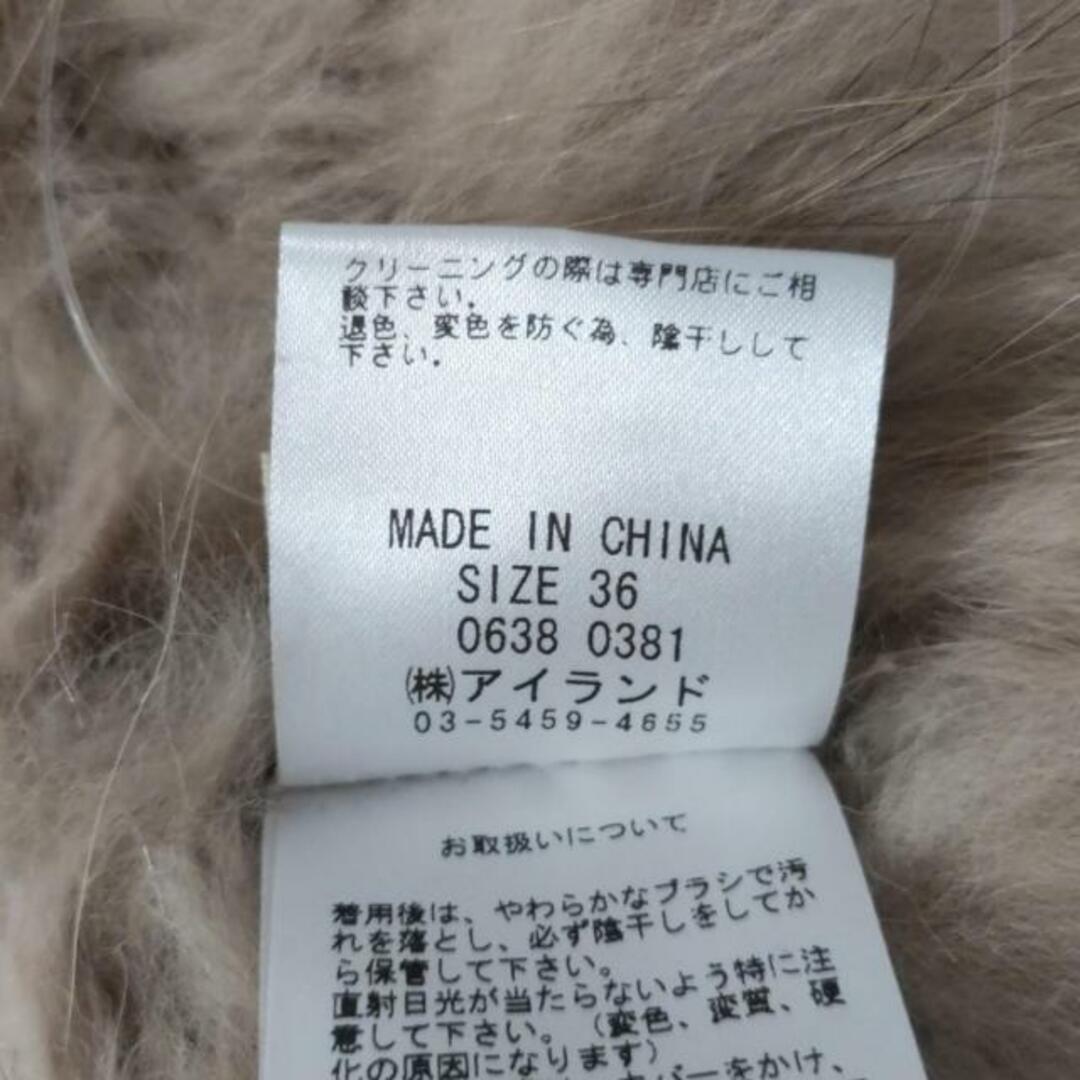 クリーニングの際は専門店にご相
談下さい。
退色、変色を防ぐ為、陰干しして
下さい。
MADE IN CHINA
SIZE 36
0638 0381
㈱アイランド
03-5459-4655
お取扱いについて
着用後は、やわらかなブラシで汚
れを落とし、必ず陰干しをしてか
ら保管して下さい。
直射日光が当たらないよう特に注
意して下さい。（変色、変質、硬
化の原因になります）
カバーをかけ、